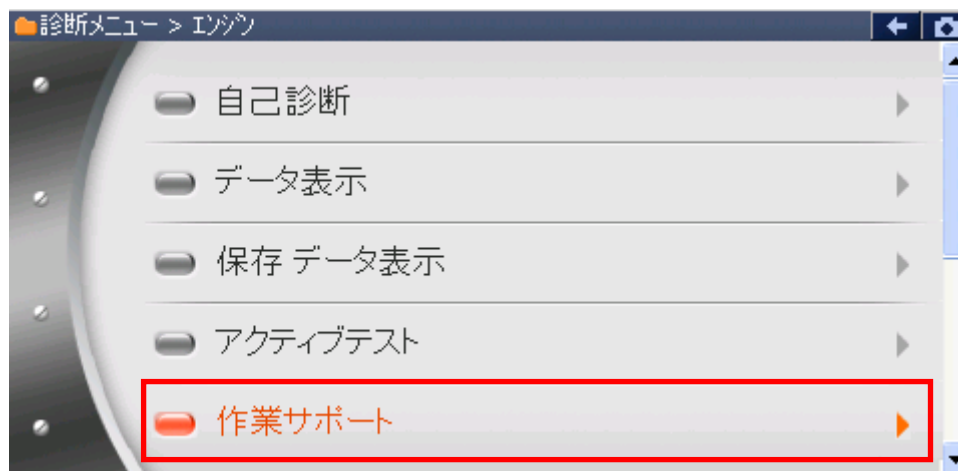 診断メニュー > エンジン
自己診断
データ表示
保存 データ表示
アクティブテスト
作業サポート